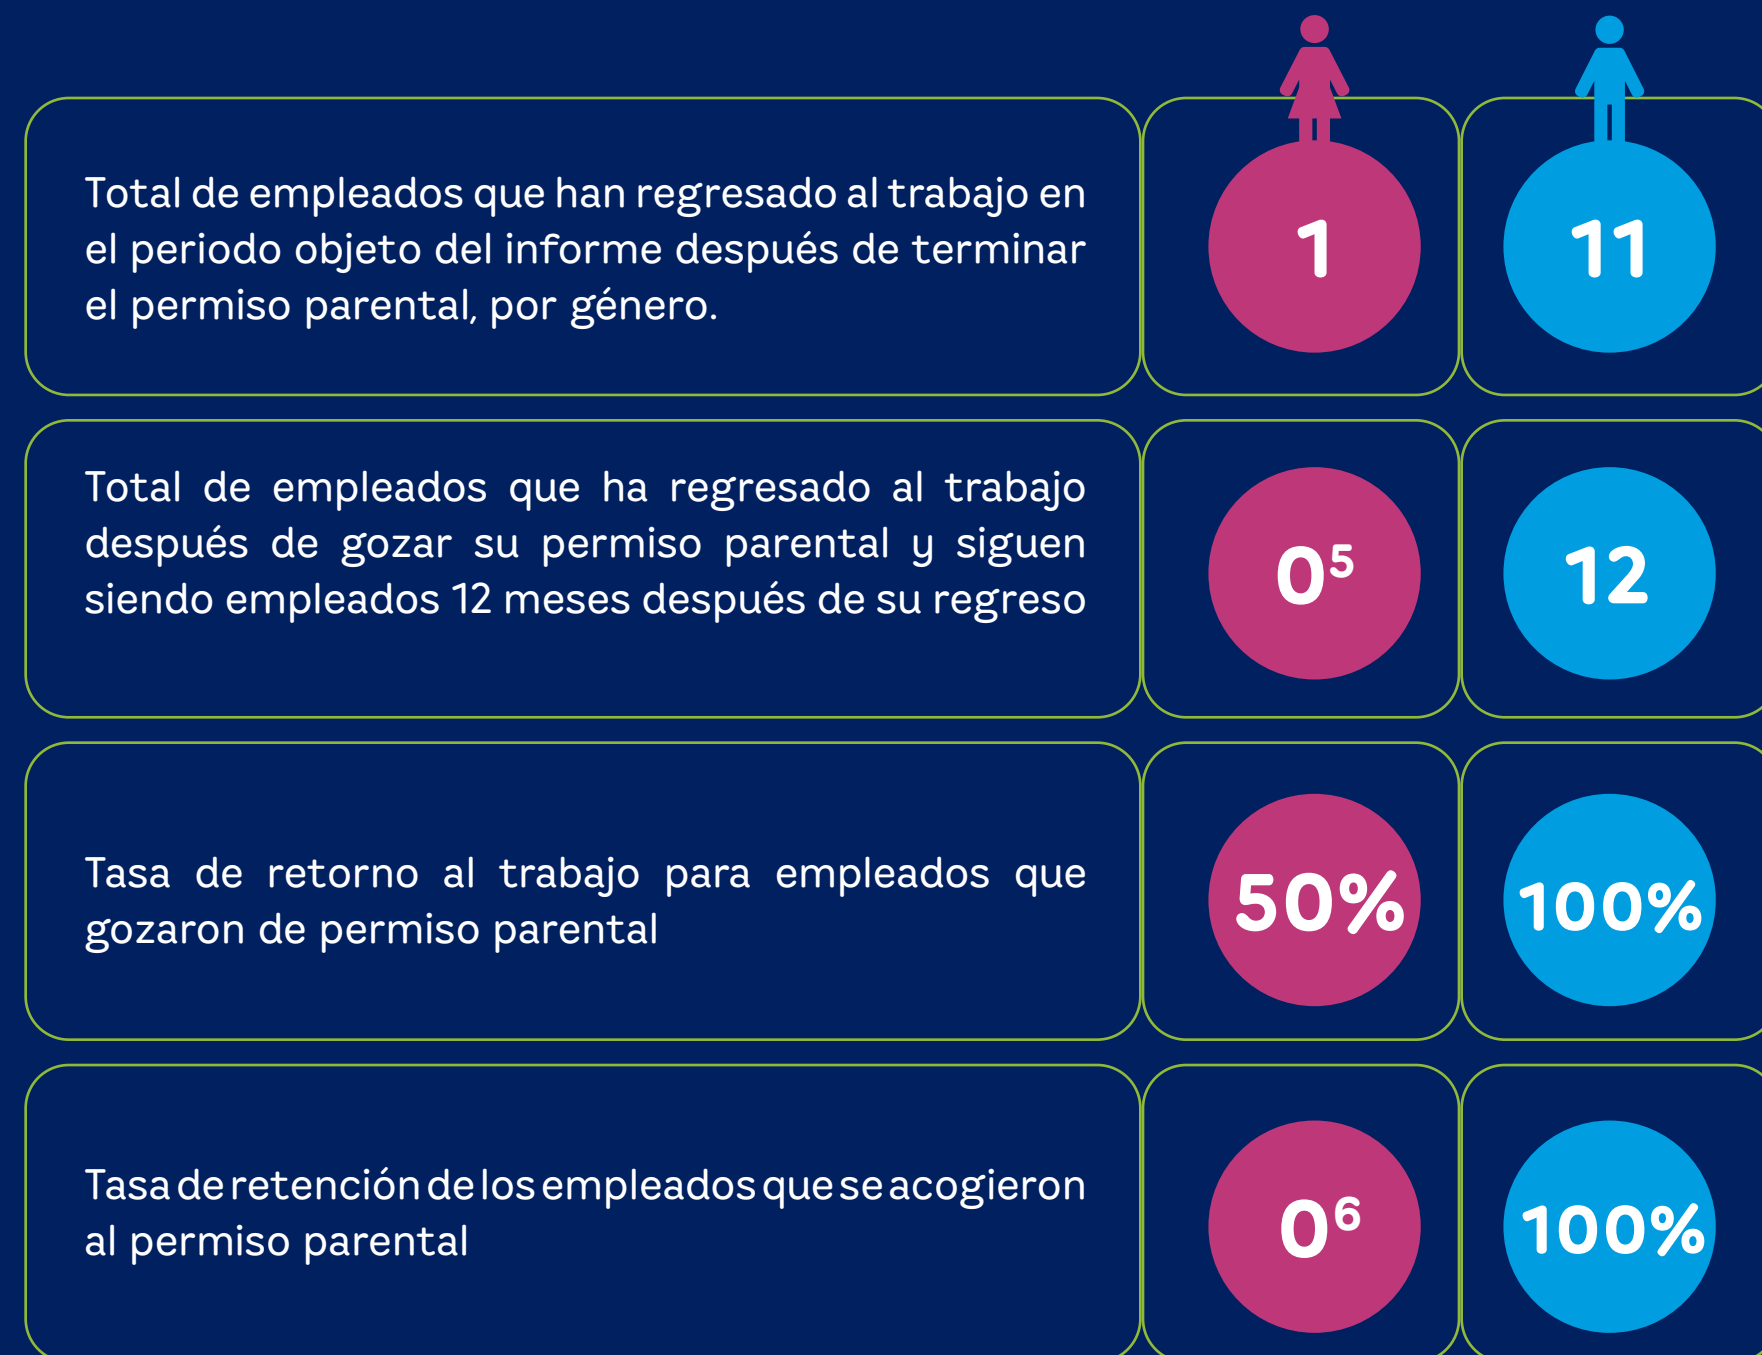 Total de empleados que han regresado al trabajo en
el periodo objeto del informe después de terminar
el permiso parental, por género.
1
11
Total de empleados que ha regresado al trabajo
después de gozar su permiso parental y siguen
siendo empleados 12 meses después de su regreso
0⁵
12
Tasa de retorno al trabajo para empleados que
gozaron de permiso parental
50%
100%
Tasa de retención de los empleados que se acogieron
al permiso parental
0⁶
100%